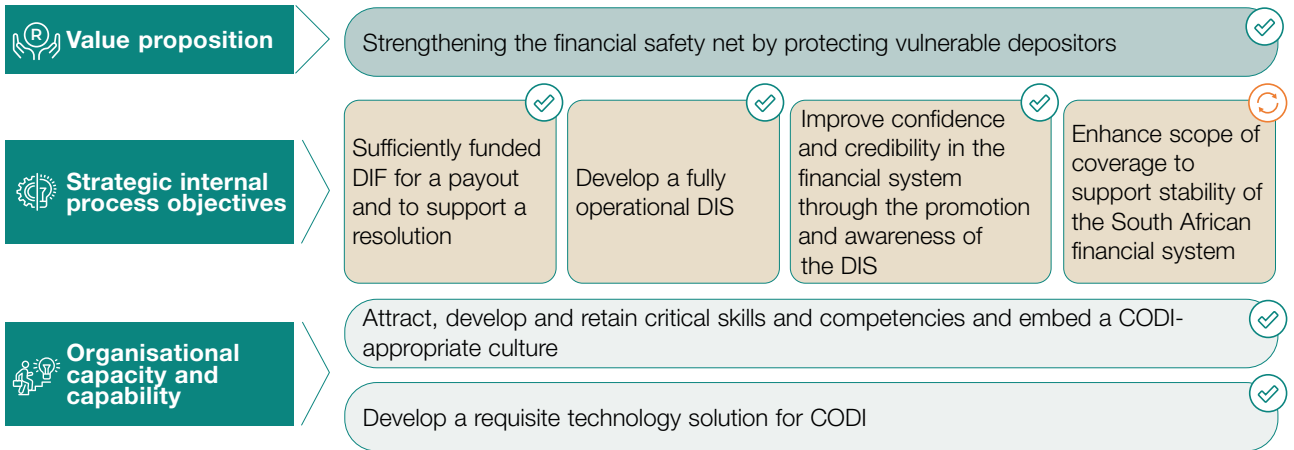 R
Value proposition
Strengthening the financial safety net by protecting vulnerable depositors
Strategic internal
process objectives
Sufficiently funded
DIF for a payout
and to support a
resolution
Develop a fully
operational DIS
Improve confidence
and credibility in the
financial system
through the promotion
and awareness of
the DIS
Enhance scope of
coverage to
support stability of
the South African
financial system
Organisational
capacity and
capability
Attract, develop and retain critical skills and competencies and embed a CODI-
appropriate culture
Develop a requisite technology solution for CODI